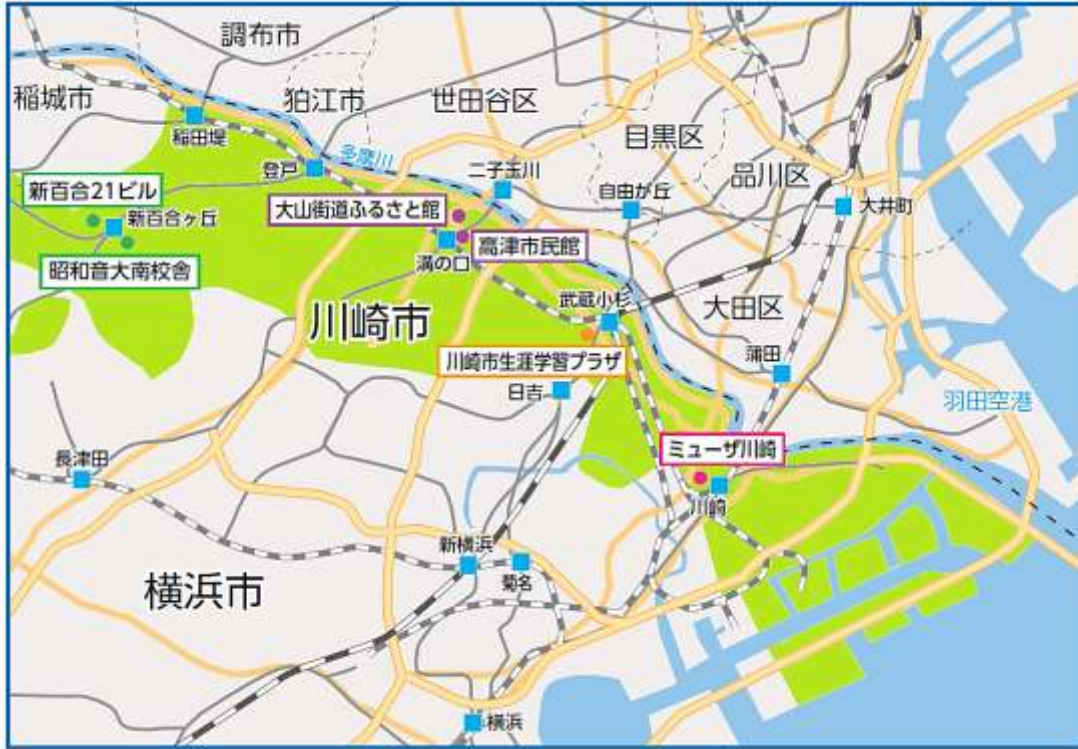 調布市
稲城市
狛江市
世田谷区
稲田堤
目黒区
多摩川
登戸
二子玉川
品川区
新百合21ビル
自由が丘
大井町
新百合ヶ丘
大山街道ふるさと館
高津市民館
昭和音大南校舎
溝の口
武蔵小杉
大田区
川崎市
川崎市生涯学習プラザ
蒲田
日吉
羽田空港
ミューザ川崎
長津田
川崎
新横浜
菊名
横浜市
横浜